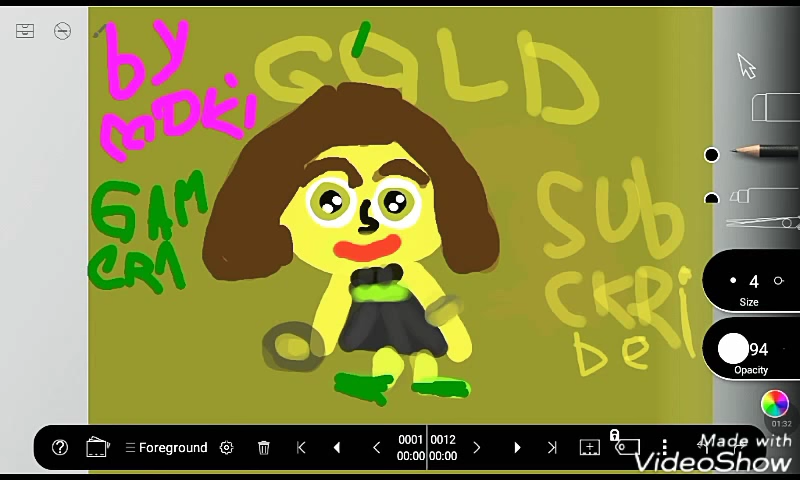 by
MOKi
GOLD
GAM
CRA
SUb
CKRi
be
4
Size
94
Opacity
01:32
Foreground
0001
00:00
0012
00:00
Made with
VideoShow